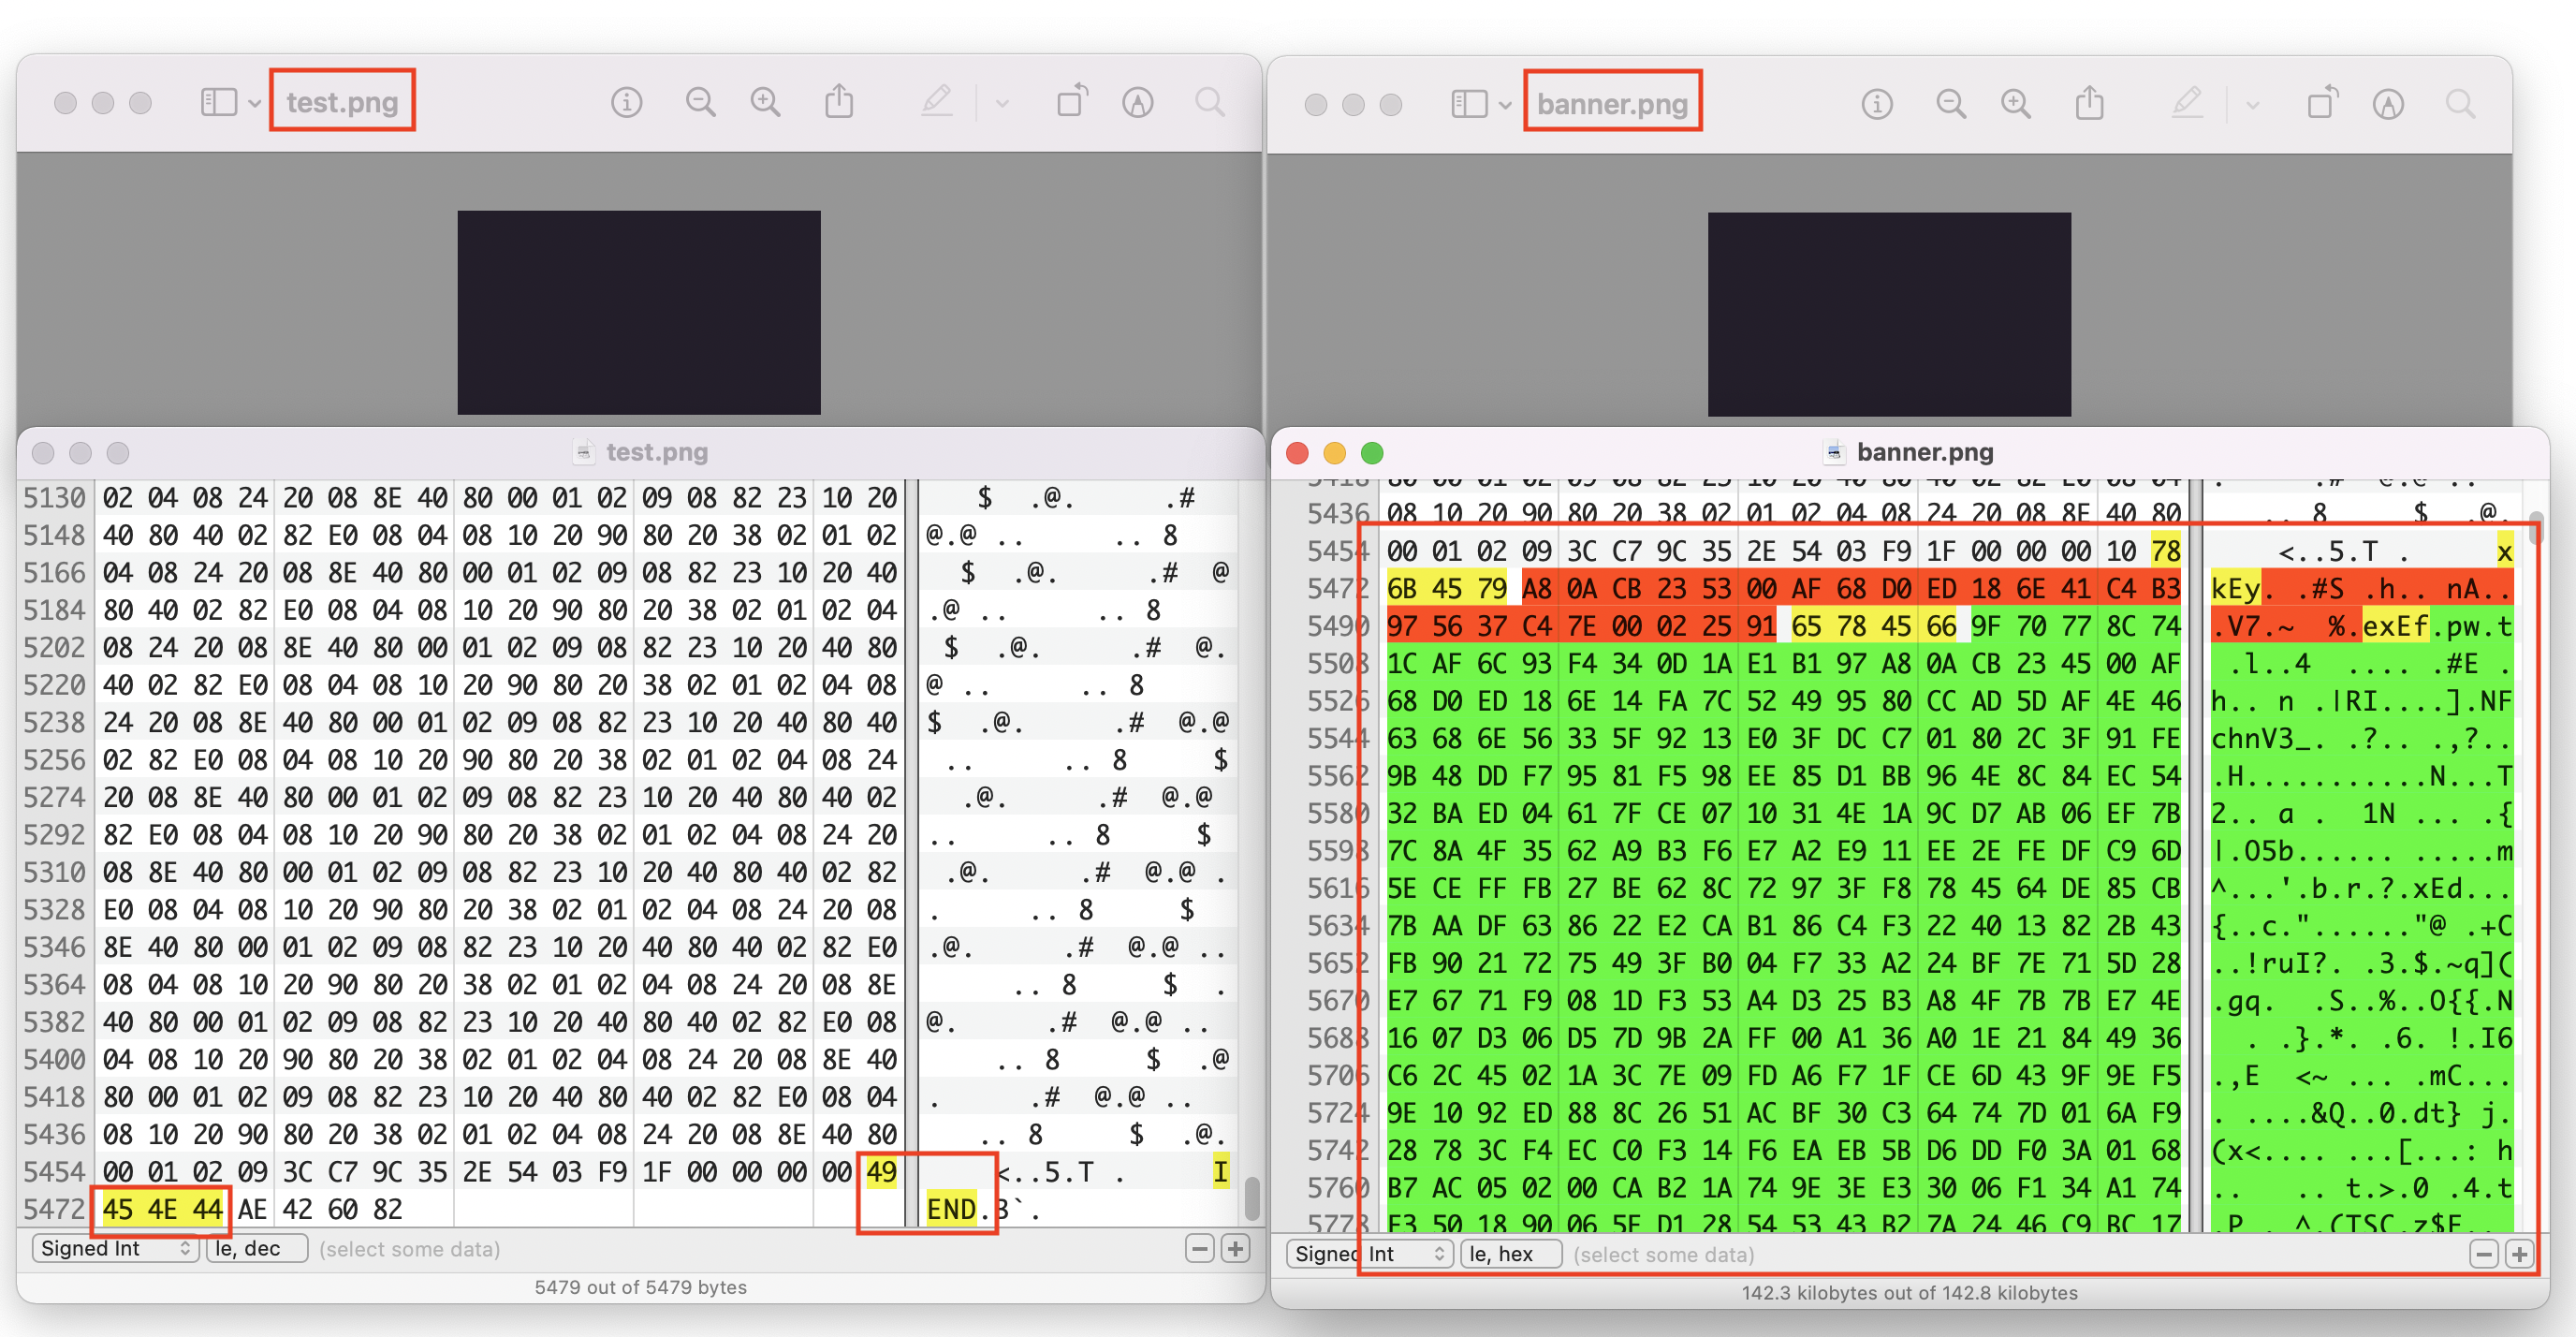 test.png
banner.png
test.png
5130 02 04 08 24 20 08 8E 40 80 00 01 02 09 08 82 23 10 20 $ .@. .#
5148 40 80 40 02 82 E0 08 04 08 10 20 90 80 20 38 02 01 02 @.@ .. .. 8
5166 04 08 24 20 08 8E 40 80 00 01 02 09 08 82 23 10 20 40 $ .@. .# @
5184 80 40 02 82 E0 08 04 08 10 20 90 80 20 38 02 01 02 04 .@ .. .. 8
5202 08 24 20 08 8E 40 80 00 01 02 09 08 82 23 10 20 40 80 $ .@. .# @.
5220 40 02 82 E0 08 04 08 10 20 90 80 20 38 02 01 02 04 08 @ .. .. 8
5238 24 20 08 8E 40 80 00 01 02 09 08 82 23 10 20 40 80 40 $ .@. .# @.@
5256 02 82 E0 08 04 08 10 20 90 80 20 38 02 01 02 04 08 24 .. .. 8 $
5274 20 08 8E 40 80 00 01 02 09 08 82 23 10 20 40 80 40 02 .@. .# @.@
5292 82 E0 08 04 08 10 20 90 80 20 38 02 01 02 04 08 24 20 .. .. 8 $
5310 08 8E 40 80 00 01 02 09 08 82 23 10 20 40 80 40 02 82 .@. .# @.@ .
5328 E0 08 04 08 10 20 90 80 20 38 02 01 02 04 08 24 20 08 . .. 8 $
5346 8E 40 80 00 01 02 09 08 82 23 10 20 40 80 40 02 82 E0 .@. .# @.@ ..
5364 08 04 08 10 20 90 80 20 38 02 01 02 04 08 24 20 08 8E .. 8 $ .
5382 40 80 00 01 02 09 08 82 23 10 20 40 80 40 02 82 E0 08 @. .# @.@ ..
5400 04 08 10 20 90 80 20 38 02 01 02 04 08 24 20 08 8E 40 .. 8 $ .@
5418 80 00 01 02 09 08 82 23 10 20 40 80 40 02 82 E0 08 04 . .# @.@ ..
5436 08 10 20 90 80 20 38 02 01 02 04 08 24 20 08 8E 40 80 .. 8 $ .@.
5454 00 01 02 09 3C C7 9C 35 2E 54 03 F9 1F 00 00 00 00 49 <..5.T . I
5472 45 4E 44 AE 42 60 82 END.B`.
Signed Int le, dec (select some data)
5479 out of 5479 bytes
banner.png
5418 80 00 01 02 09 08 82 23 10 20 40 80 40 02 82 E0 08 04 . .# @.@ ..
5436 08 10 20 90 80 20 38 02 01 02 04 08 24 20 08 8E 40 80 .. 8 $ .@.
5454 00 01 02 09 3C C7 9C 35 2E 54 03 F9 1F 00 00 00 10 78 <..5.T . x
5472 6B 45 79 A8 0A CB 23 53 00 AF 68 D0 ED 18 6E 41 C4 B3 kEy. .#S .h.. nA..
5490 97 56 37 C4 7E 00 02 25 91 65 78 45 66 9F 70 77 8C 74 .V7.~ %.exEf.pw.t
5508 1C AF 6C 93 F4 34 0D 1A E1 B1 97 A8 0A CB 23 45 00 AF .l..4 .... .#E .
5526 68 D0 ED 18 6E 14 FA 7C 52 49 95 80 CC AD 5D AF 4E 46 h.. n .|RI....].NF
5544 63 68 6E 56 33 5F 92 13 E0 3F DC C7 01 80 2C 3F 91 FE chnV3_. .?.. .,?..
5562 9B 48 DD F7 95 81 F5 98 EE 85 D1 BB 96 4E 8C 84 EC 54 .H...........N...T
5580 32 BA ED 04 61 7F CE 07 10 31 4E 1A 9C D7 AB 06 EF 7B 2.. a . 1N ... .{
5598 7C 8A 4F 35 62 A9 B3 F6 E7 A2 E9 11 EE 2E FE DF C9 6D |.O5b...... .....m
5616 5E CE FF FB 27 BE 62 8C 72 97 3F F8 78 45 64 DE 85 CB ^...'.b.r.?.xEd...
5634 7B AA DF 63 86 22 E2 CA B1 86 C4 F3 22 40 13 82 2B 43 {..c."......"@ .+C
5652 FB 90 21 72 75 49 3F B0 04 F7 33 A2 24 BF 7E 71 5D 28 ..!ruI?. .3.$.~q](
5670 E7 67 71 F9 08 1D F3 53 A4 D3 25 B3 A8 4F 7B 7B E7 4E .gq. .S..%..O{{.N
5688 16 07 D3 06 D5 7D 9B 2A FF 00 A1 36 A0 1E 21 84 49 36 . .}.*. .6. !.I6
5706 C6 2C 45 02 1A 3C 7E 09 FD A6 F7 1F CE 6D 43 9F 9E F5 .,E <~ ... .mC...
5724 9E 10 92 ED 88 8C 26 51 AC BF 30 C3 64 74 7D 01 6A F9 . ....&Q..0.dt} j.
5742 28 78 3C F4 EC C0 F3 14 F6 EA EB 5B D6 DD F0 3A 01 68 (x<.... ...[...: h
5760 B7 AC 05 02 00 CA B2 1A 74 9E 3E E3 30 06 F1 34 A1 74 .. .. t.>.0 .4.t
5778 F3 50 18 90 06 5E D1 28 54 53 43 B2 7A 24 46 C9 BC 17 .P . ^.(TSC.z$F..
Signed Int le, hex (select some data)
142.3 kilobytes out of 142.8 kilobytes